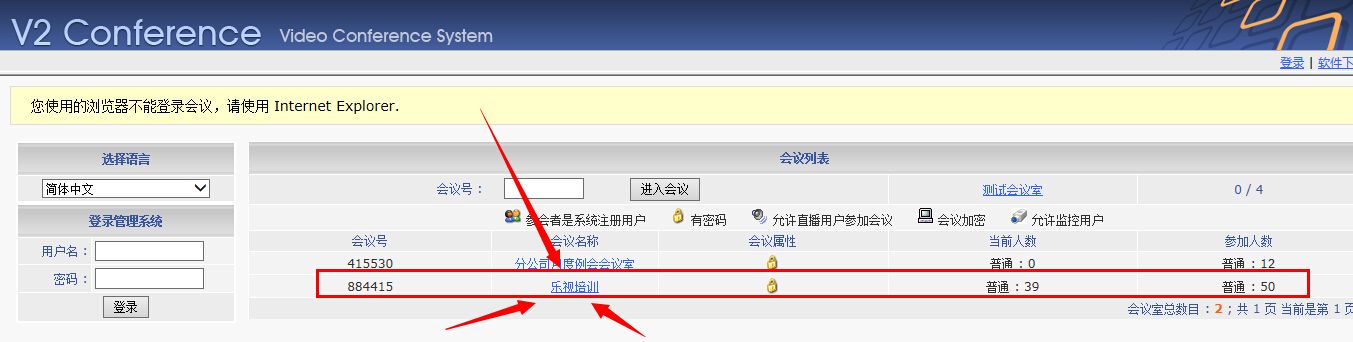 V2 Conference Video Conference System
登录 | 软件下
您使用的浏览器不能登录会议，请使用 Internet Explorer.
选择语言
简体中文
登录管理系统
用户名：
密码：
登录
会议列表
会议号： 进入会议 测试会议室 0 / 4
参会者是系统注册用户 有密码 允许直播用户参加会议 会议加密 允许监控用户
会议号 会议名称 会议属性 当前人数 参加人数
415530 分公司月度例会会议室 普通：0 普通：12
884415 乐视培训 普通：39 普通：50
会议室总数目：2；共 1 页 当前是第 1 页